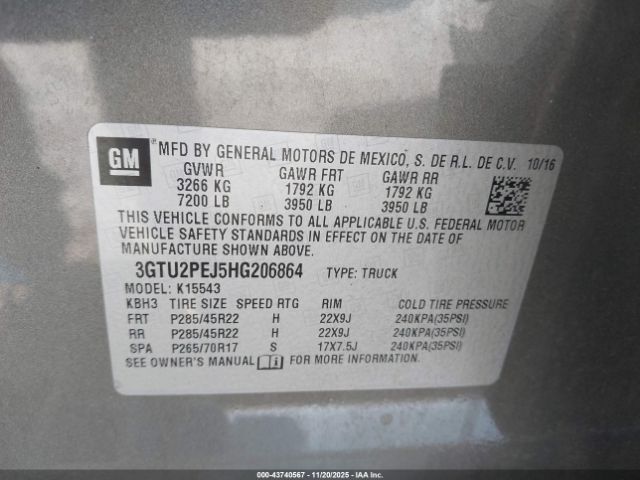 GM ® MFD BY GENERAL MOTORS DE MEXICO, S. DE R.L. DE C.V. 10/16
GVWR GAWR FRT GAWR RR
3266 KG 1792 KG 1792 KG
7200 LB 3950 LB 3950 LB
THIS VEHICLE CONFORMS TO ALL APPLICABLE U.S. FEDERAL MOTOR
VEHICLE SAFETY STANDARDS IN EFFECT ON THE DATE OF
MANUFACTURE SHOWN ABOVE.
3GTU2PEJ5HG206864 TYPE: TRUCK
MODEL: K15543
KBH3 TIRE SIZE SPEED RTG RIM COLD TIRE PRESSURE
FRT P285/45R22 H 22X9J 240KPA(35PSI)
RR P285/45R22 H 22X9J 240KPA(35PSI)
SPA P265/70R17 S 17X7.5J 240KPA(35PSI)
SEE OWNER'S MANUAL FOR MORE INFORMATION.
000-43740567 - 11/20/2025 - IAAI.COM